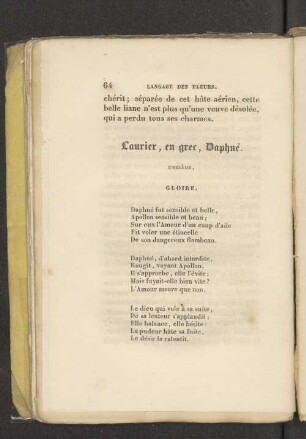 64 LANGAGE DES FLEURS.
chérit; séparée de cet hôte aérien, cette
belle liane n'est plus qu'une veuve désolée,
qui a perdu tous ses charmes.
Laurier, en grec, Daphné.
GLOIRE.
Daphné fut sensible et belle,
Apollon sensible et beau;
Sur eux l'Amour d'un coup d'aile
Fit voler une étincelle
De son dangereux flambeau.
Daphné, d'abord interdite,
Rougit, voyant Apollon.
Il s'approche, elle l'évite;
Mais fuyait-elle bien vite?
L'Amour assure que non.
Le dieu qui vole à sa suite,
De sa lenteur s'applaudit;
Elle balance, elle hésite:
La pudeur hâte sa fuite,
Le désir la ralentit.